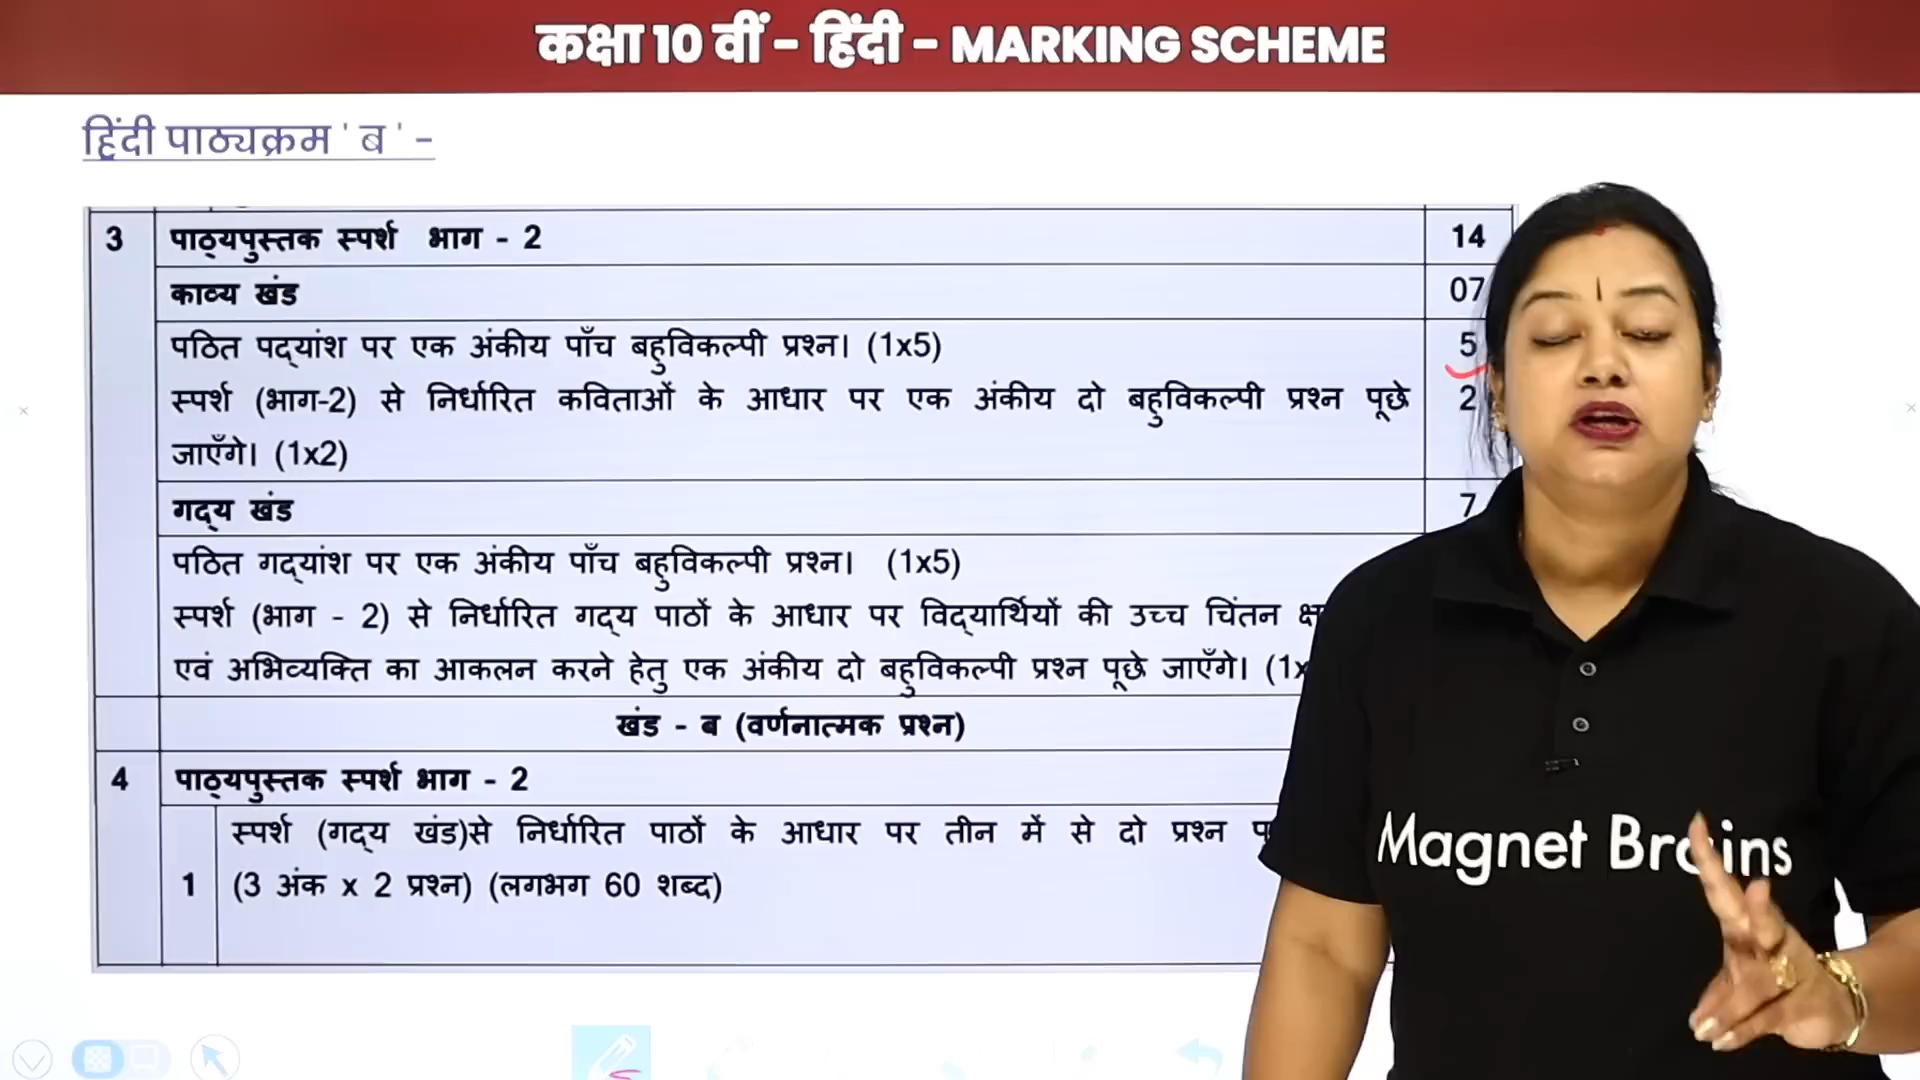 कक्षा 10 वीं - हिंदी - MARKING SCHEME
हिंदी पाठ्यक्रम ' ब ' -
3 पाठ्यपुस्तक स्पर्श भाग - 2 14
काव्य खंड 07
पठित पद्यांश पर एक अंकीय पाँच बहुविकल्पी प्रश्न। (1x5) 5
स्पर्श (भाग-2) से निर्धारित कविताओं के आधार पर एक अंकीय दो बहुविकल्पी प्रश्न पूछे 2
जाएँगे। (1x2)
गद्य खंड 7
पठित गद्यांश पर एक अंकीय पाँच बहुविकल्पी प्रश्न। (1x5)
स्पर्श (भाग - 2) से निर्धारित गद्य पाठों के आधार पर विद्यार्थियों की उच्च चिंतन
एवं अभिव्यक्ति का आकलन करने हेतु एक अंकीय दो बहुविकल्पी प्रश्न पूछे जाएँगे।
खंड - ब (वर्णनात्मक प्रश्न)
4 पाठ्यपुस्तक स्पर्श भाग - 2
स्पर्श (गद्य खंड)से निर्धारित पाठों के आधार पर तीन में से दो प्रश्न
1 (3 अंक x 2 प्रश्न) (लगभग 60 शब्द)
Magnet Brains